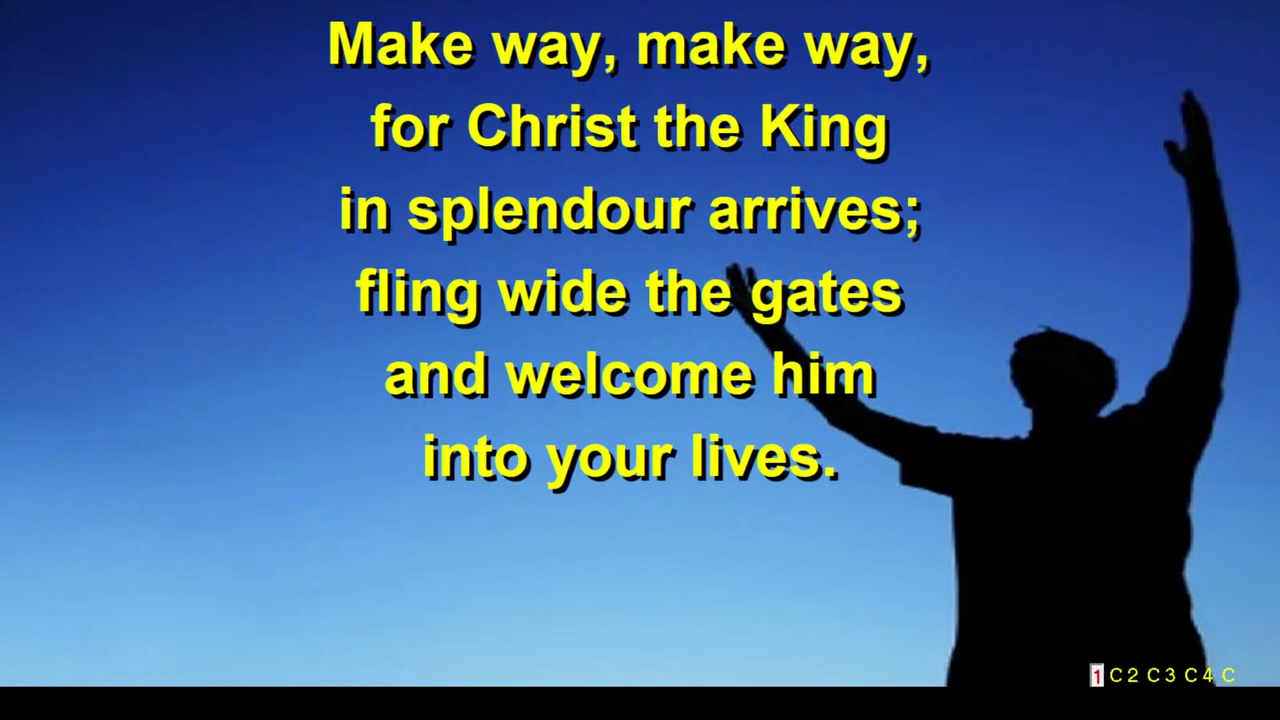 Make way, make way,
for Christ the King
in splendour arrives;
fling wide the gates
and welcome him
into your lives.
1 C 2 C 3 C 4 C